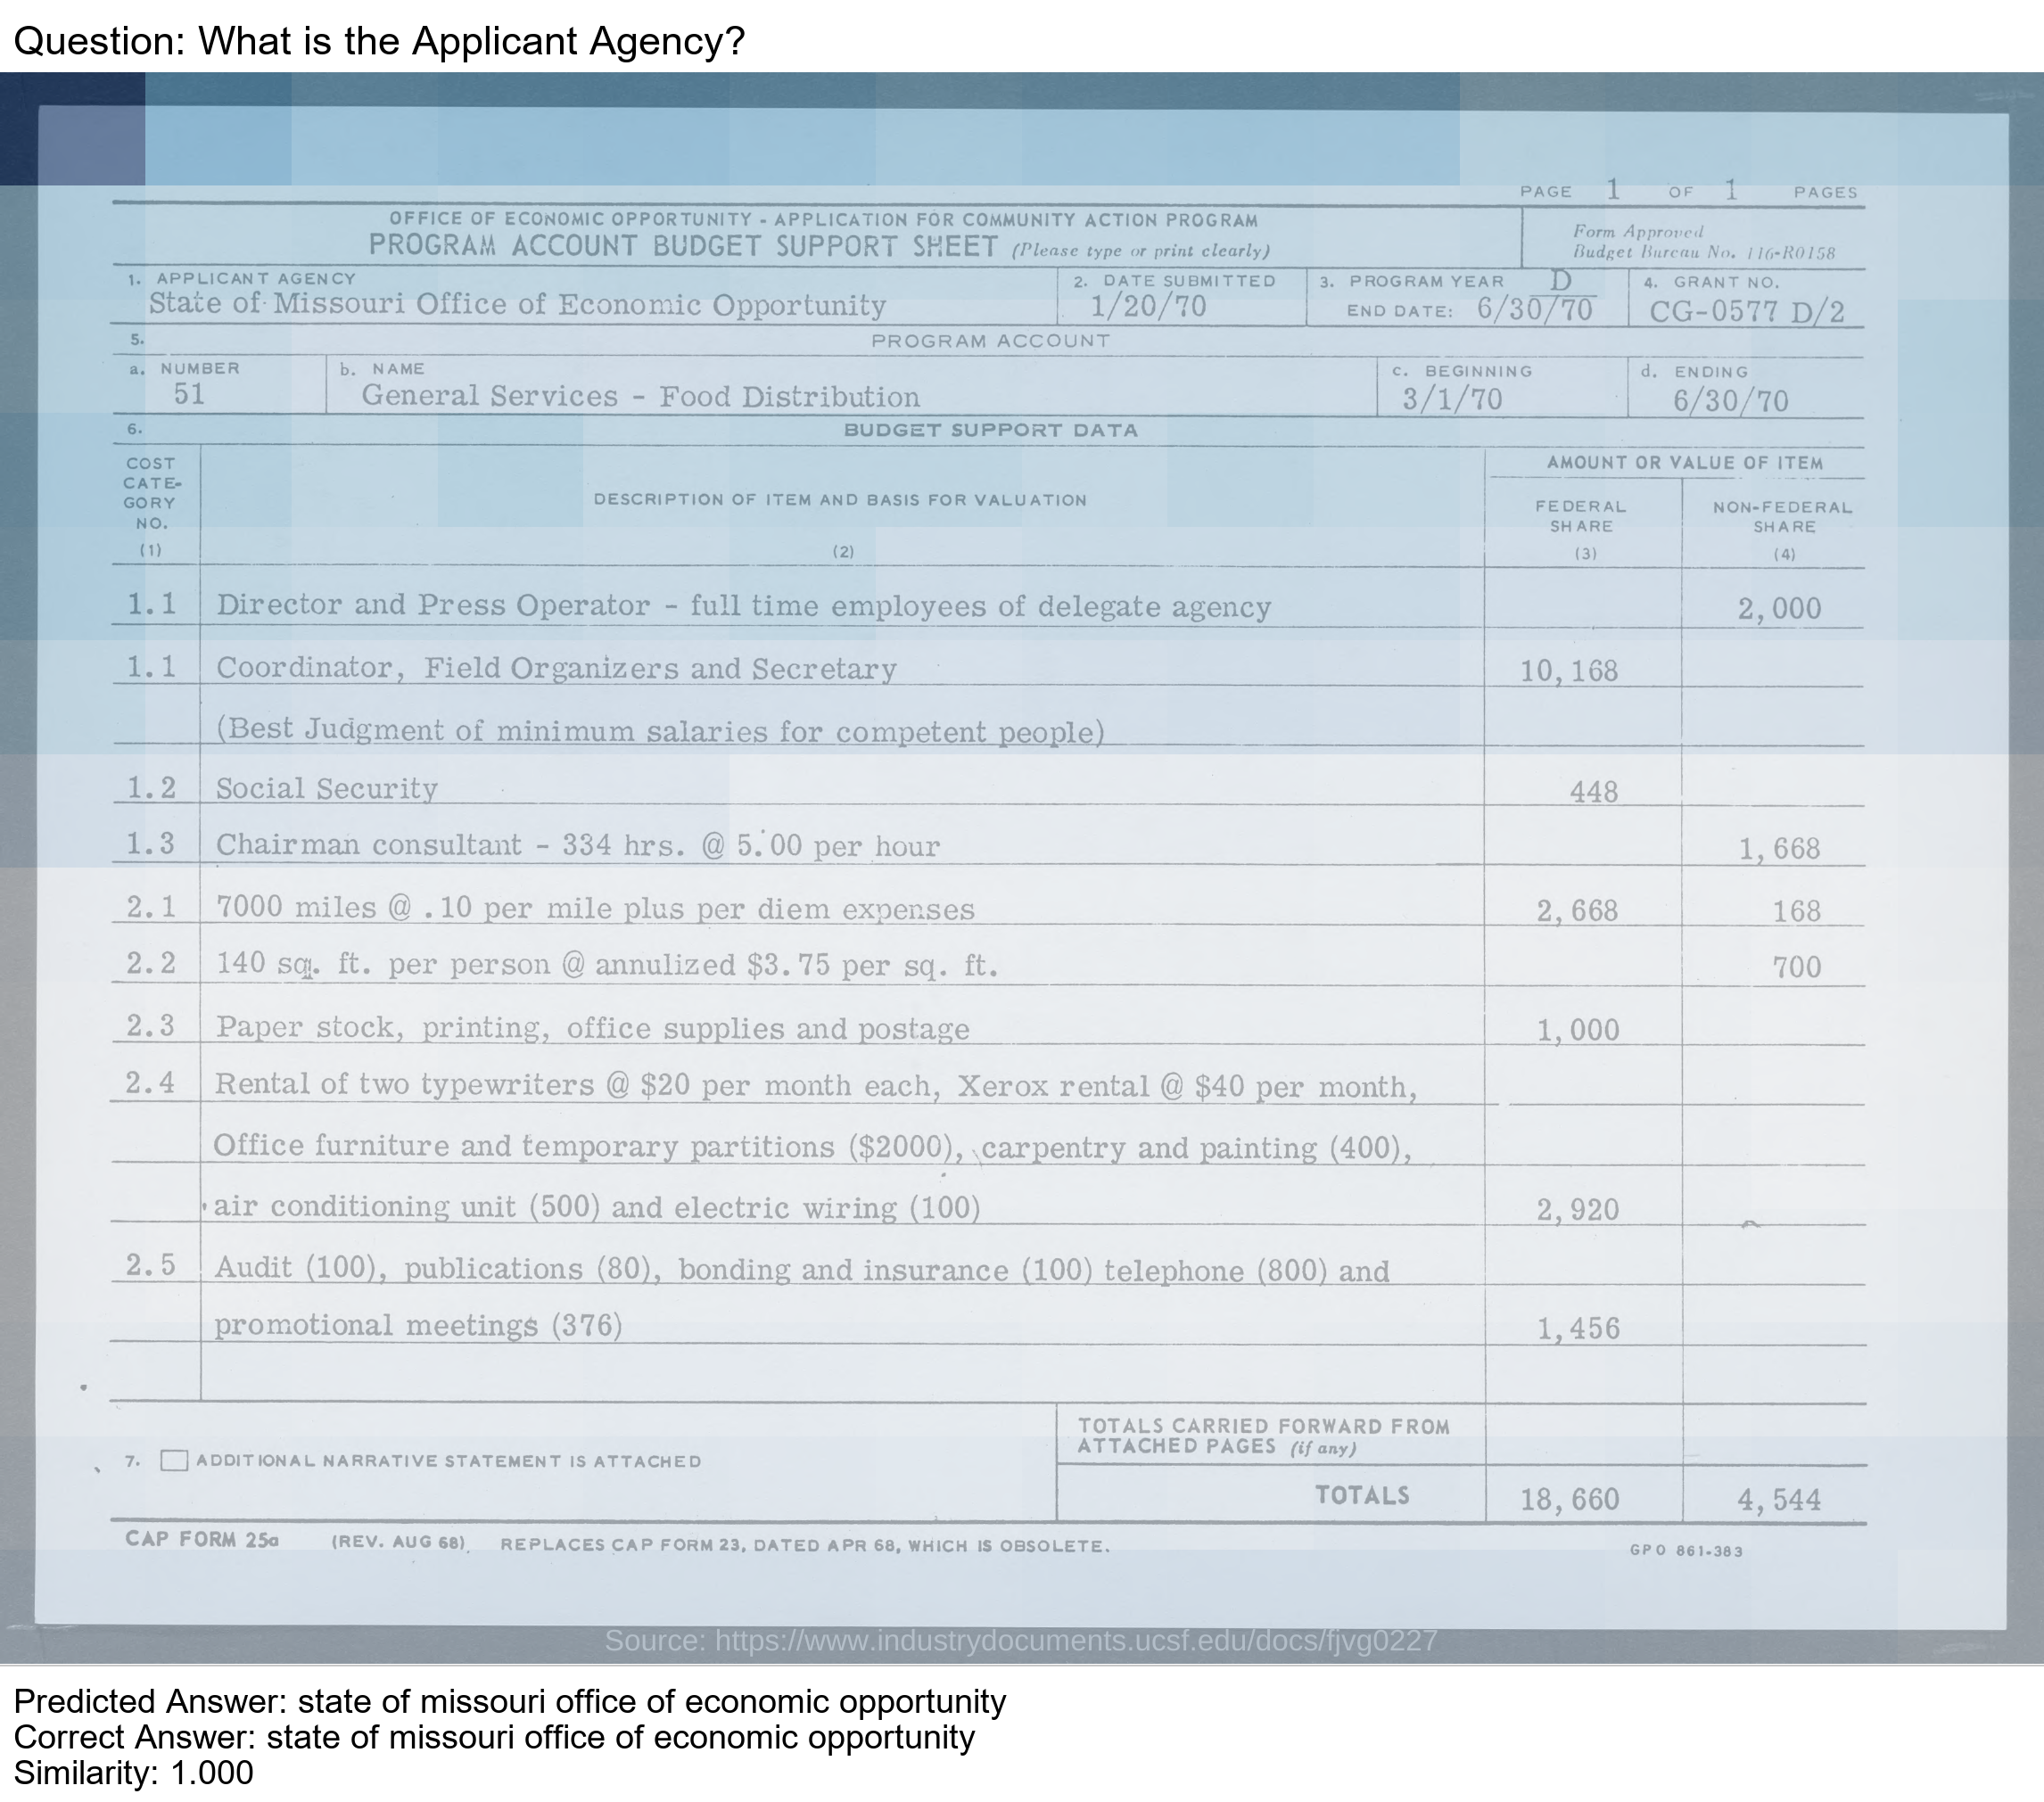 Question: What is the Applicant Agency?
PAGE 1 OF 1 PAGES
OFFICE OF ECONOMIC OPPORTUNITY - APPLICATION FOR COMMUNITY ACTION PROGRAM
PROGRAM ACCOUNT BUDGET SUPPORT SHEET (Please type or print clearly)
Form Approved
Budget Bureau No. 116-R0158
1. APPLICANT AGENCY
State of Missouri Office of Economic Opportunity
2. DATE SUBMITTED
1/20/70
3. PROGRAM YEAR D
END DATE: 6/30/70
4. GRANT NO.
CG-0577 D/2
5. PROGRAM ACCOUNT
a. NUMBER
51
b. NAME
General Services - Food Distribution
c. BEGINNING
3/1/70
d. ENDING
6/30/70
6. BUDGET SUPPORT DATA
COST
CATE-
GORY
NO.
(1)
DESCRIPTION OF ITEM AND BASIS FOR VALUATION
(2)
AMOUNT OR VALUE OF ITEM
FEDERAL
SHARE
(3)
NON-FEDERAL
SHARE
(4)
1.1 Director and Press Operator - full time employees of delegate agency 2,000
1.1 Coordinator, Field Organizers and Secretary 10,168
(Best Judgment of minimum salaries for competent people)
1.2 Social Security 448
1.3 Chairman consultant - 334 hrs. @ 5.00 per hour 1,668
2.1 7000 miles @ .10 per mile plus per diem expenses 2,668 168
2.2 140 sq. ft. per person @ annulized $3.75 per sq. ft. 700
2.3 Paper stock, printing, office supplies and postage 1,000
2.4 Rental of two typewriters @ $20 per month each, Xerox rental @ $40 per month,
Office furniture and temporary partitions ($2000), carpentry and painting (400),
air conditioning unit (500) and electric wiring (100) 2,920
2.5 Audit (100), publications (80), bonding and insurance (100) telephone (800) and
promotional meetings (376) 1,456
7. ADDITIONAL NARRATIVE STATEMENT IS ATTACHED
TOTALS CARRIED FORWARD FROM
ATTACHED PAGES (if any)
TOTALS 18,660 4,544
CAP FORM 25a (REV. AUG 68) REPLACES CAP FORM 23, DATED APR 68, WHICH IS OBSOLETE.
GPO 861-383
Source: https://www.industrydocuments.ucsf.edu/docs/fjvg0227
Predicted Answer: state of missouri office of economic opportunity
Correct Answer: state of missouri office of economic opportunity
Similarity: 1.000